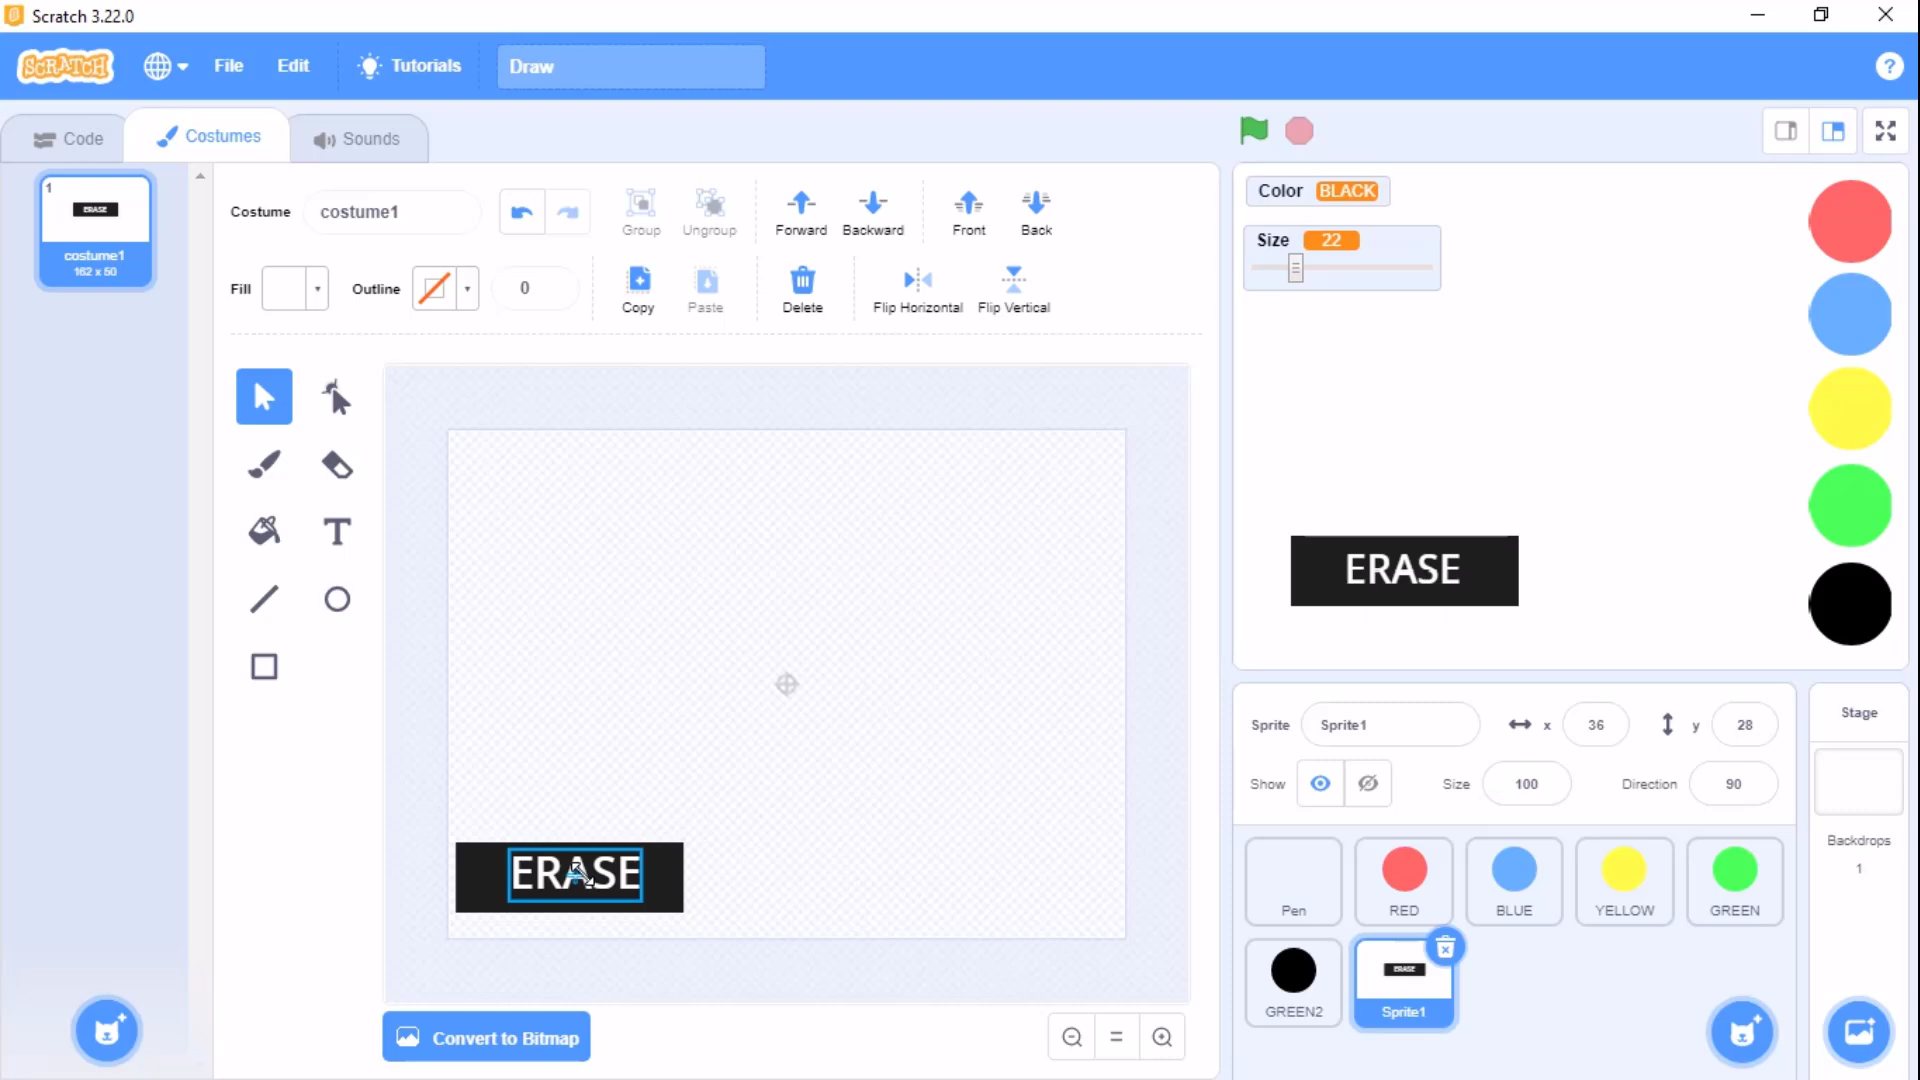 Scratch 3.22.0
SCRATCH File Edit Tutorials Draw ?
Code Costumes Sounds
1
ERASE
costume1
162 x 50
Costume costume1 Group Ungroup Forward Backward Front Back
Fill Outline 0 Copy Paste Delete Flip Horizontal Flip Vertical
T
ERASE
Convert to Bitmap
Color BLACK
Size 22
ERASE
Sprite Sprite1 x 36 y 28
Show Size 100 Direction 90
Pen RED BLUE YELLOW GREEN
ERASE
GREEN2 Sprite1
Stage
Backdrops
1